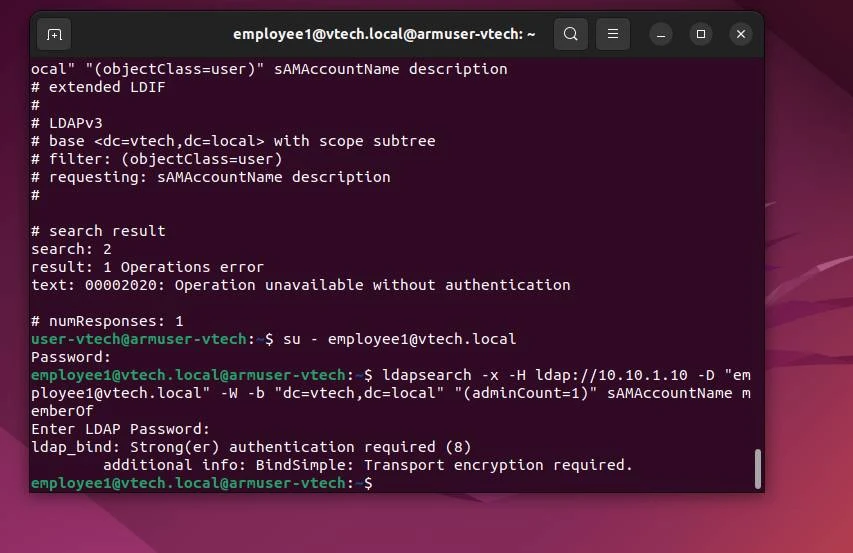 employee1@vtech.local@armuser-vtech: ~
ocal" "(objectClass=user)" sAMAccountName description
# extended LDIF
#
# LDAPv3
# base <dc=vtech,dc=local> with scope subtree
# filter: (objectClass=user)
# requesting: sAMAccountName description
#
# search result
search: 2
result: 1 Operations error
text: 00002020: Operation unavailable without authentication
# numResponses: 1
user-vtech@armuser-vtech:~$ su - employee1@vtech.local
Password:
employee1@vtech.local@armuser-vtech:~$ ldapsearch -x -H ldap://10.10.1.10 -D "em
ployee1@vtech.local" -W -b "dc=vtech,dc=local" "(adminCount=1)" sAMAccountName m
emberOf
Enter LDAP Password:
ldap_bind: Strong(er) authentication required (8)
        additional info: BindSimple: Transport encryption required.
employee1@vtech.local@armuser-vtech:~$